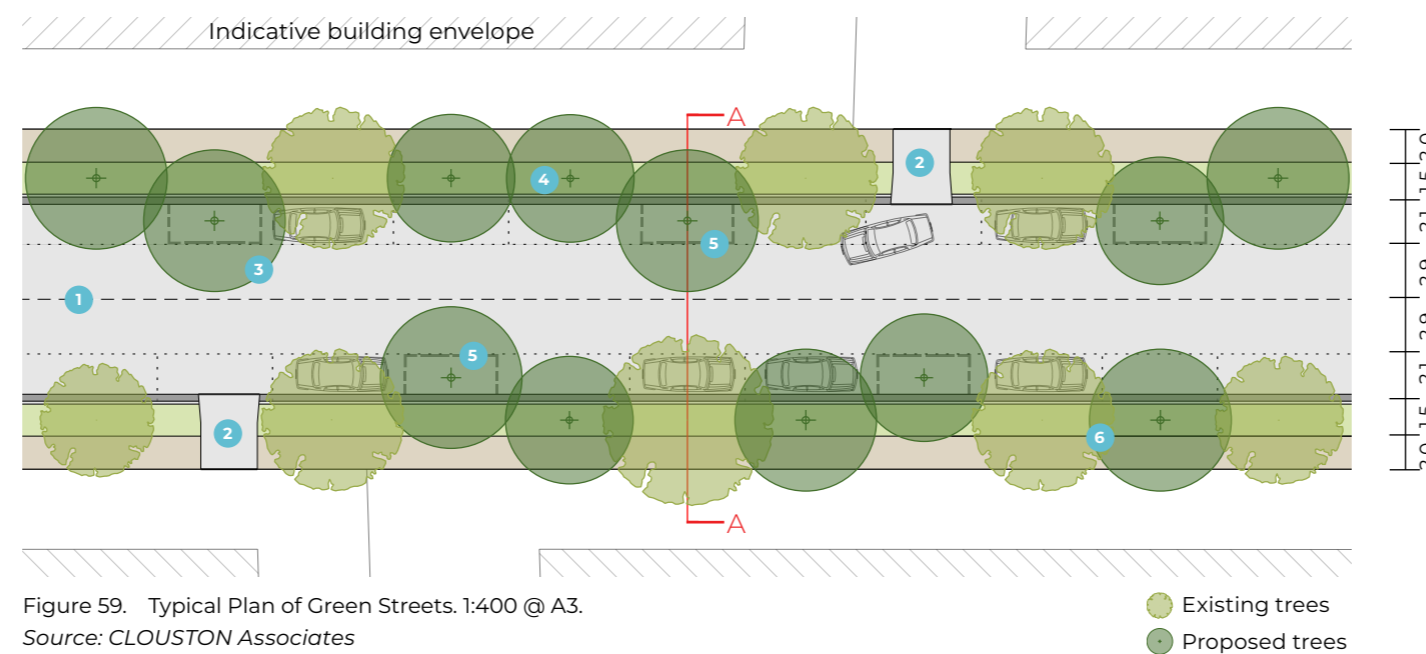 Indicative building envelope
A
2
4
5
3
1
5
2
6
A
Figure 59. Typical Plan of Green Streets. 1:400 @ A3.
Source: CLOUSTON Associates
Existing trees
Proposed trees